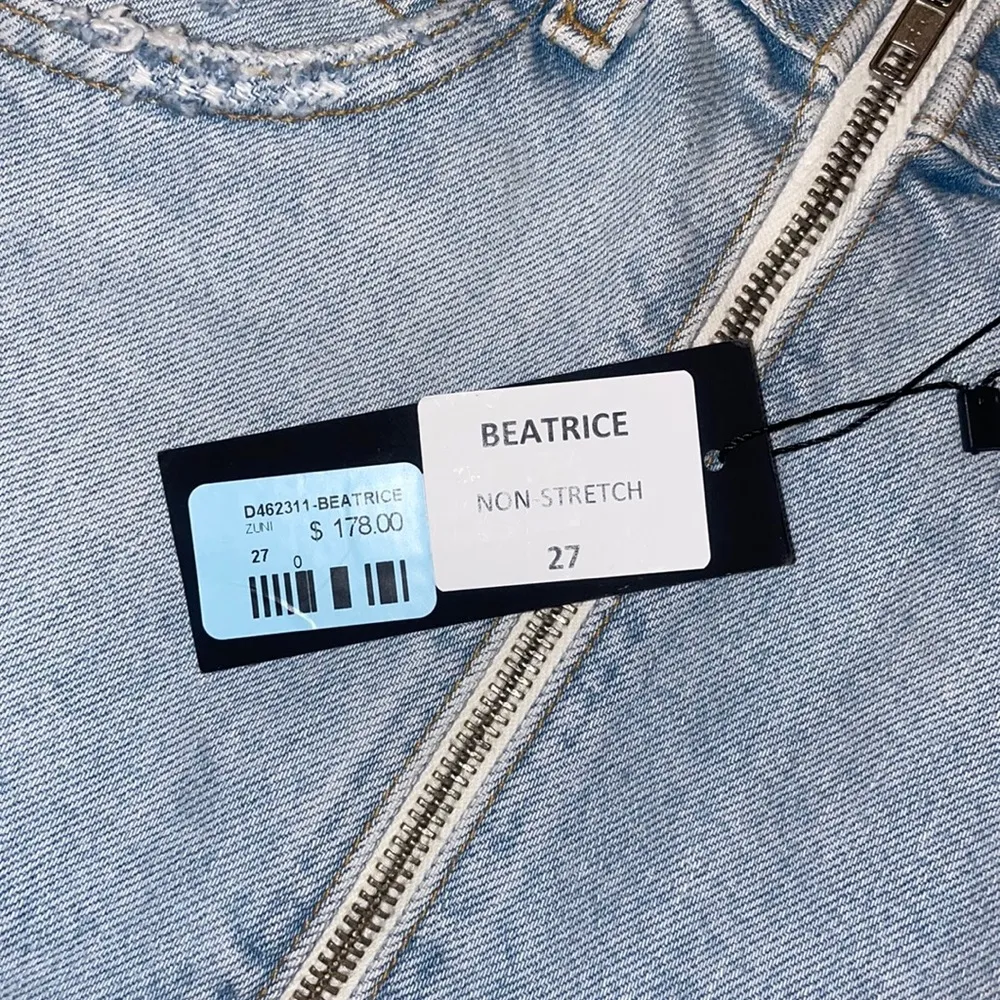 D462311-BEATRICE
ZUNI $ 178.00
27 0
BEATRICE
NON-STRETCH
27